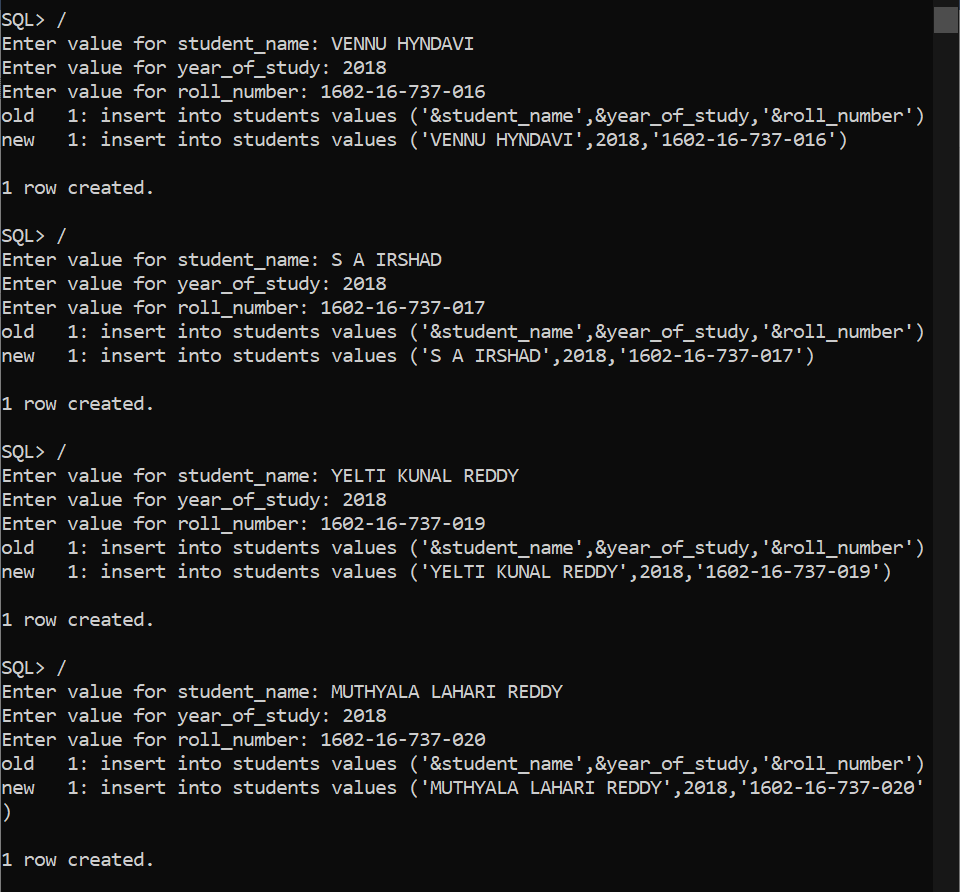 SQL> /
Enter value for student_name: VENNU HYNDAVI
Enter value for year_of_study: 2018
Enter value for roll_number: 1602-16-737-016
old   1: insert into students values ('&student_name',&year_of_study,'&roll_number')
new   1: insert into students values ('VENNU HYNDAVI',2018,'1602-16-737-016')
1 row created.
SQL> /
Enter value for student_name: S A IRSHAD
Enter value for year_of_study: 2018
Enter value for roll_number: 1602-16-737-017
old   1: insert into students values ('&student_name',&year_of_study,'&roll_number')
new   1: insert into students values ('S A IRSHAD',2018,'1602-16-737-017')
1 row created.
SQL> /
Enter value for student_name: YELTI KUNAL REDDY
Enter value for year_of_study: 2018
Enter value for roll_number: 1602-16-737-019
old   1: insert into students values ('&student_name',&year_of_study,'&roll_number')
new   1: insert into students values ('YELTI KUNAL REDDY',2018,'1602-16-737-019')
1 row created.
SQL> /
Enter value for student_name: MUTHYALA LAHARI REDDY
Enter value for year_of_study: 2018
Enter value for roll_number: 1602-16-737-020
old   1: insert into students values ('&student_name',&year_of_study,'&roll_number')
new   1: insert into students values ('MUTHYALA LAHARI REDDY',2018,'1602-16-737-020'
)
1 row created.